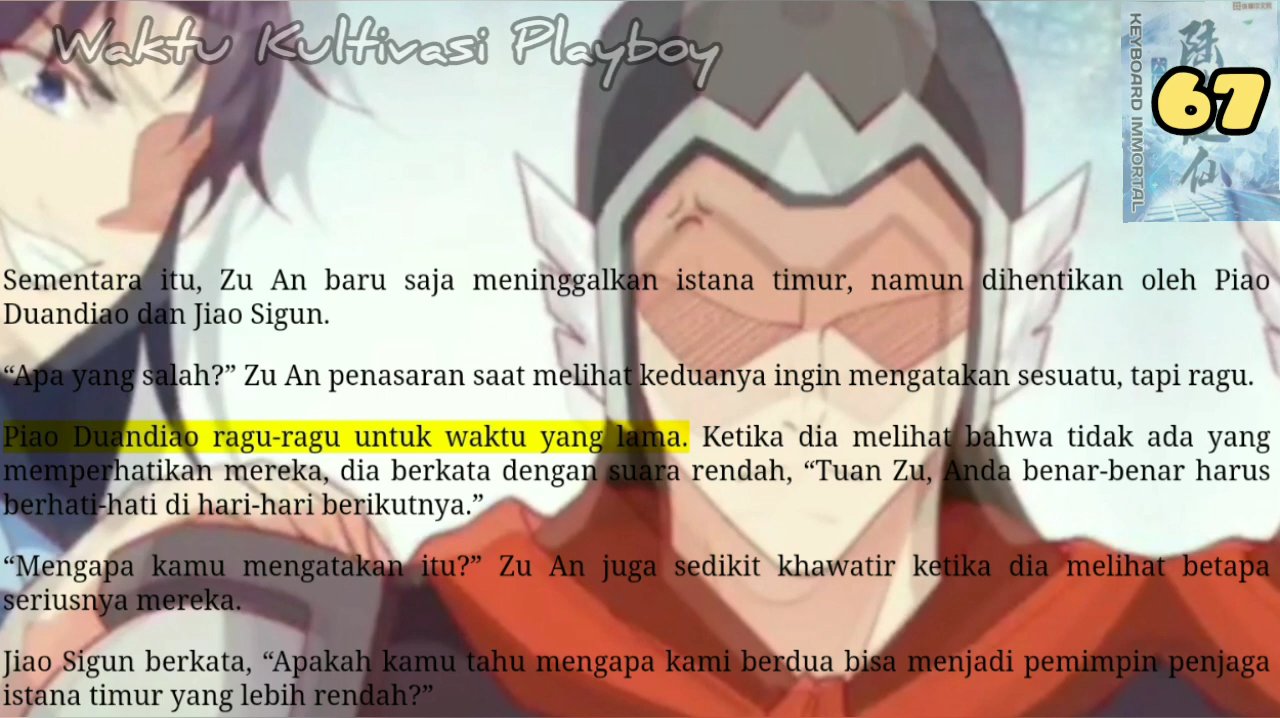 Waktu Kultivasi Playboy
KEYBOARD IMMORTAL
67
仙
Sementara itu, Zu An baru saja meninggalkan istana timur, namun dihentikan oleh Piao
Duandiao dan Jiao Sigun.
“Apa yang salah?” Zu An penasaran saat melihat keduanya ingin mengatakan sesuatu, tapi ragu.
Piao Duandiao ragu-ragu untuk waktu yang lama. Ketika dia melihat bahwa tidak ada yang
memperhatikan mereka, dia berkata dengan suara rendah, “Tuan Zu, Anda benar-benar harus
berhati-hati di hari-hari berikutnya.”
“Mengapa kamu mengatakan itu?” Zu An juga sedikit khawatir ketika dia melihat betapa
seriusnya mereka.
Jiao Sigun berkata, “Apakah kamu tahu mengapa kami berdua bisa menjadi pemimpin penjaga
istana timur yang lebih rendah?”